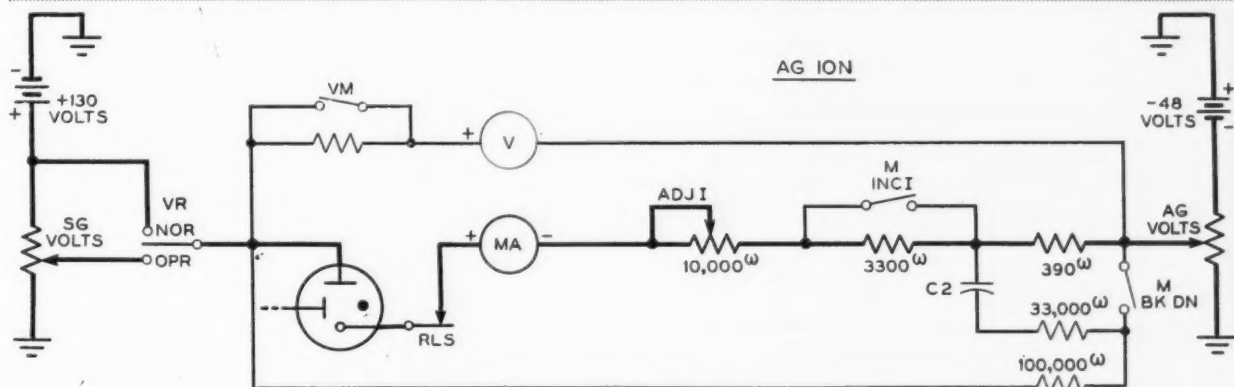 AG ION
-
+
+130
VOLTS
SG
VOLTS
VR
NOR
OPR
VM
+
V
+
MA
-
RLS
ADJ I
10,000ω
M
INCI
3300ω
C2
390ω
33,000ω
100,000ω
M
BK DN
AG
VOLTS
-48
VOLTS
+
-